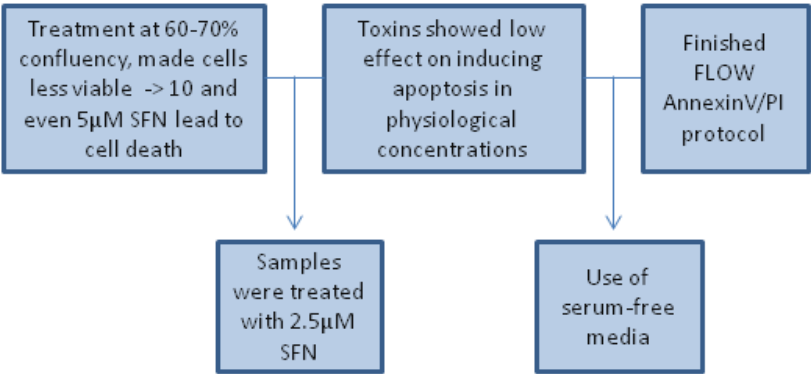 Treatment at 60-70%
confluency, made cells
less viable -> 10 and
even 5μM SFN lead to
cell death
Toxins showed low
effect on inducing
apoptosis in
physiological
concentrations
Finished
FLOW
AnnexinV/PI
protocol
Samples
were treated
with 2.5μM
SFN
Use of
serum-free
media